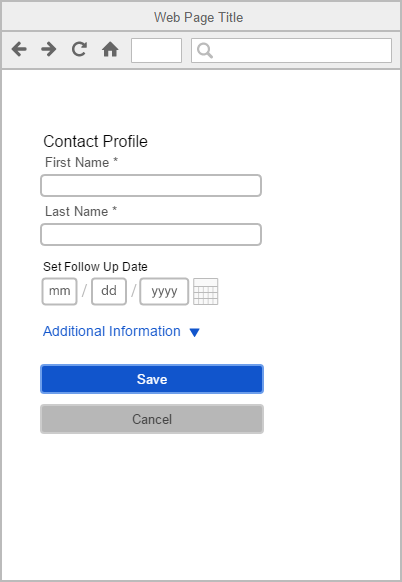 Web Page Title
Contact Profile
First Name *
Last Name *
Set Follow Up Date
mm / dd / yyyy
Additional Information
Save
Cancel